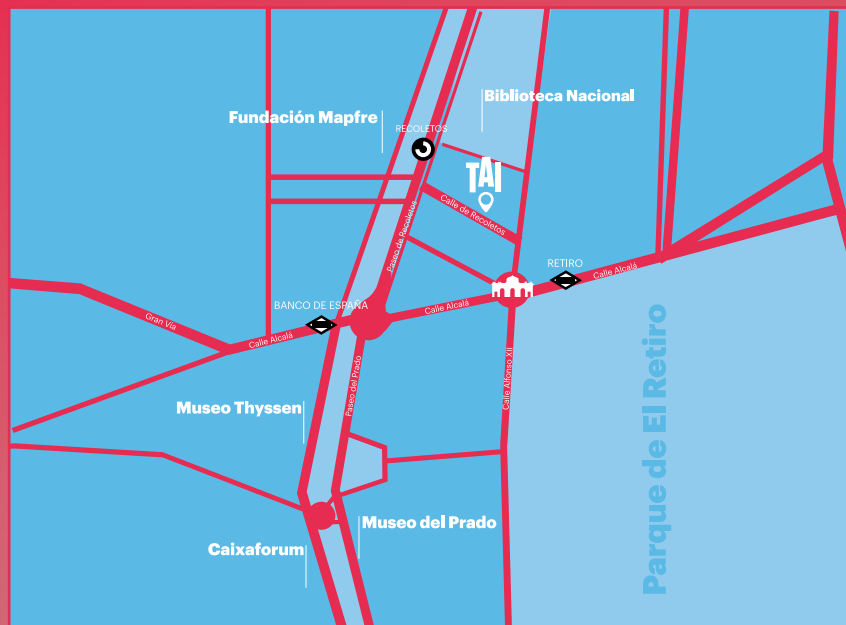 Biblioteca Nacional
Fundación Mapfre
RECOLETOS
TAI
Calle de Recoletos
Paseo de Recoletos
RETIRO
Calle Alcalá
BANCO DE ESPAÑA
Calle Alcalá
Gran Vía
Calle Alcalá
Paseo del Prado
Calle Alfonso XII
Parque de El Retiro
Museo Thyssen
Museo del Prado
Caixaforum